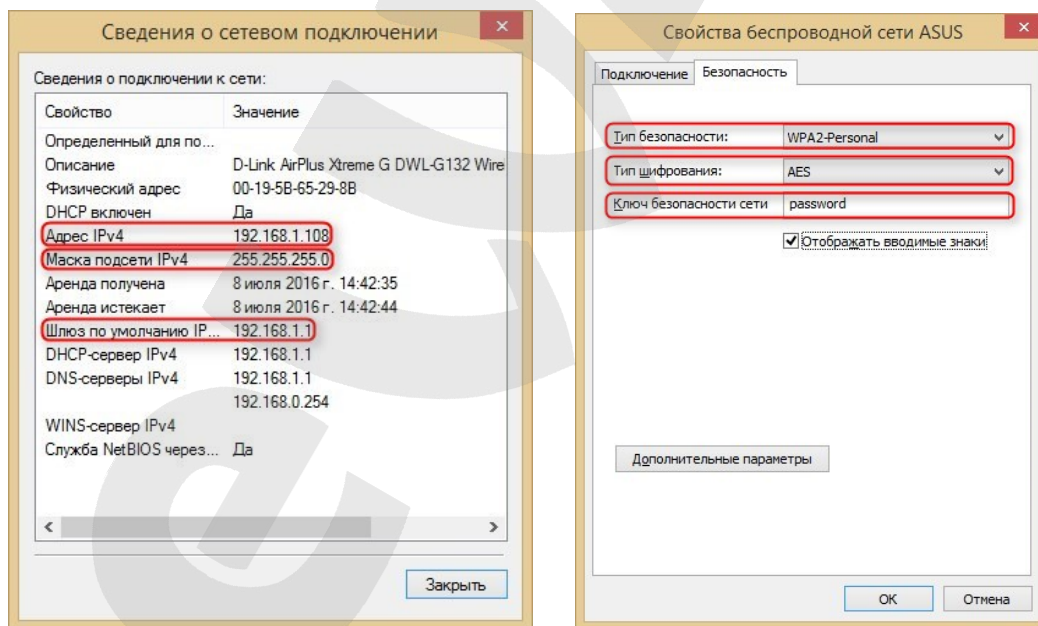 Сведения о сетевом подключении
Сведения о подключении к сети:
Свойство Значение
Определенный для по...
Описание D-Link AirPlus Xtreme G DWL-G132 Wire
Физический адрес 00-19-5B-65-29-8B
DHCP включен Да
Адрес IPv4 192.168.1.108
Маска подсети IPv4 255.255.255.0
Аренда получена 8 июля 2016 г. 14:42:35
Аренда истекает 8 июля 2016 г. 14:42:44
Шлюз по умолчанию IP... 192.168.1.1
DHCP-сервер IPv4 192.168.1.1
DNS-серверы IPv4 192.168.1.1
192.168.0.254
WINS-сервер IPv4
Служба NetBIOS через... Да
Закрыть
Свойства беспроводной сети ASUS
Подключение Безопасность
Тип безопасности: WPA2-Personal
Тип шифрования: AES
Ключ безопасности сети password
Отображать вводимые знаки
Дополнительные параметры
ОК Отмена